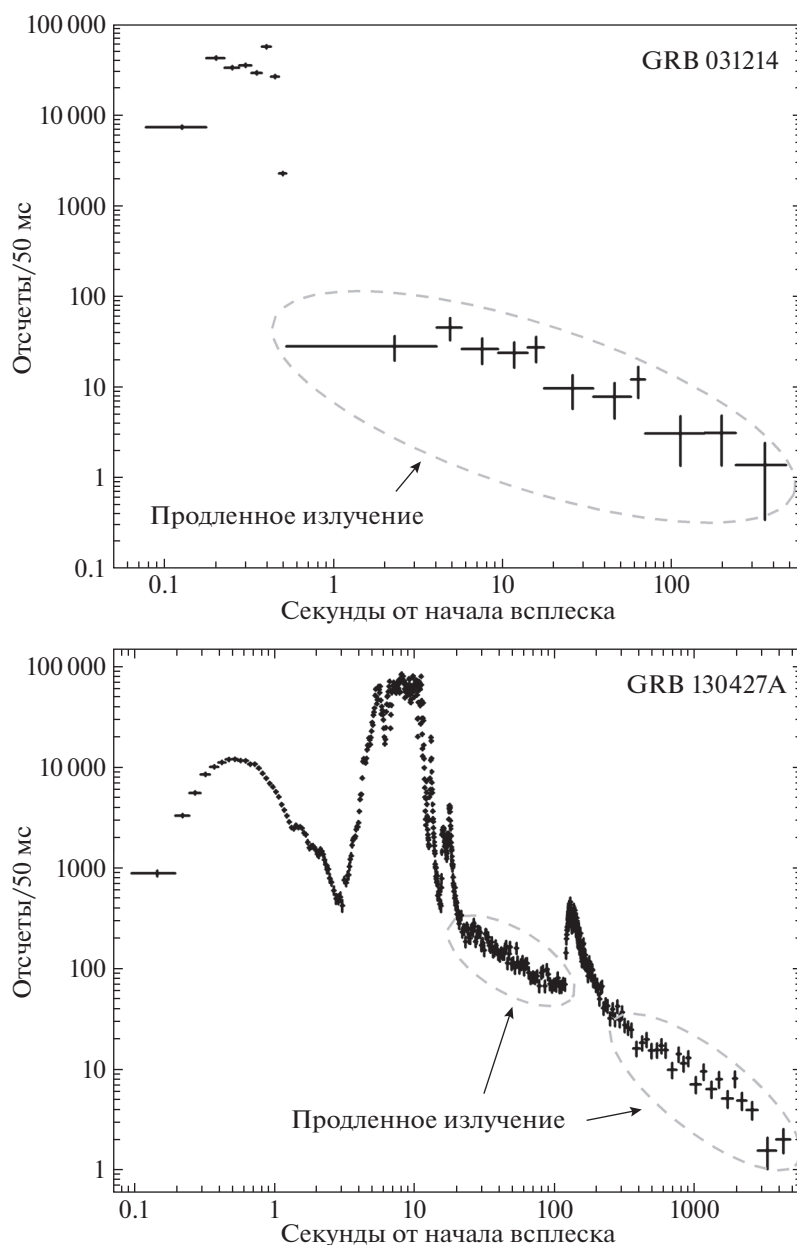 100 000
GRB 031214
10 000
1000
100
10
1
0.1
Отсчеты/50 мс
Продленное излучение
0.1 1 10 100
Секунды от начала всплеска
100 000
GRB 130427A
10 000
1000
100
10
1
Отсчеты/50 мс
Продленное излучение
0.1 1 10 100 1000
Секунды от начала всплеска